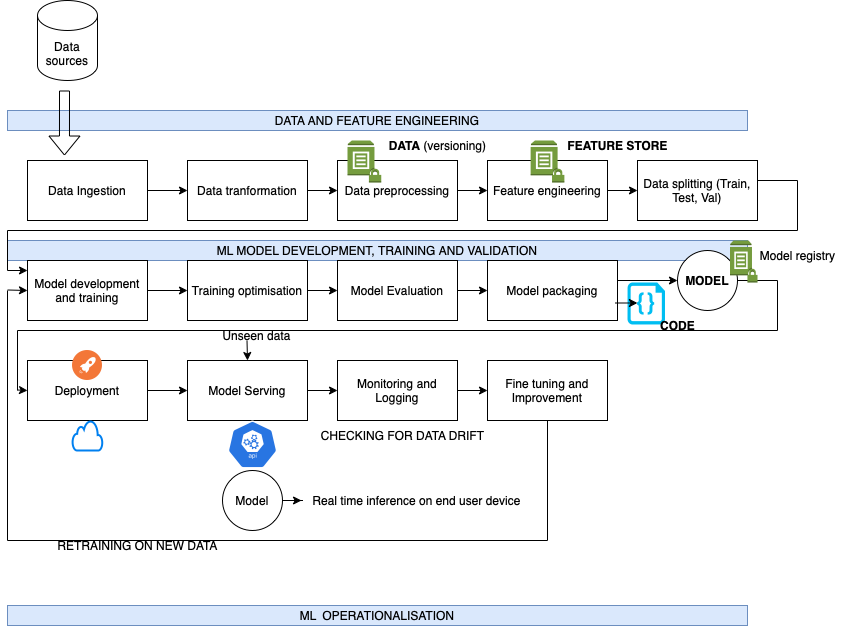 Data
sources
DATA AND FEATURE ENGINEERING
DATA (versioning)
FEATURE STORE
Data Ingestion
Data tranformation
Data preprocessing
Feature engineering
Data splitting (Train,
Test, Val)
ML MODEL DEVELOPMENT, TRAINING AND VALIDATION
Model registry
Model development
and training
Training optimisation
Model Evaluation
Model packaging
MODEL
{}
CODE
Unseen data
Deployment
Model Serving
Monitoring and
Logging
Fine tuning and
Improvement
CHECKING FOR DATA DRIFT
api
Model
Real time inference on end user device
RETRAINING ON NEW DATA
ML OPERATIONALISATION